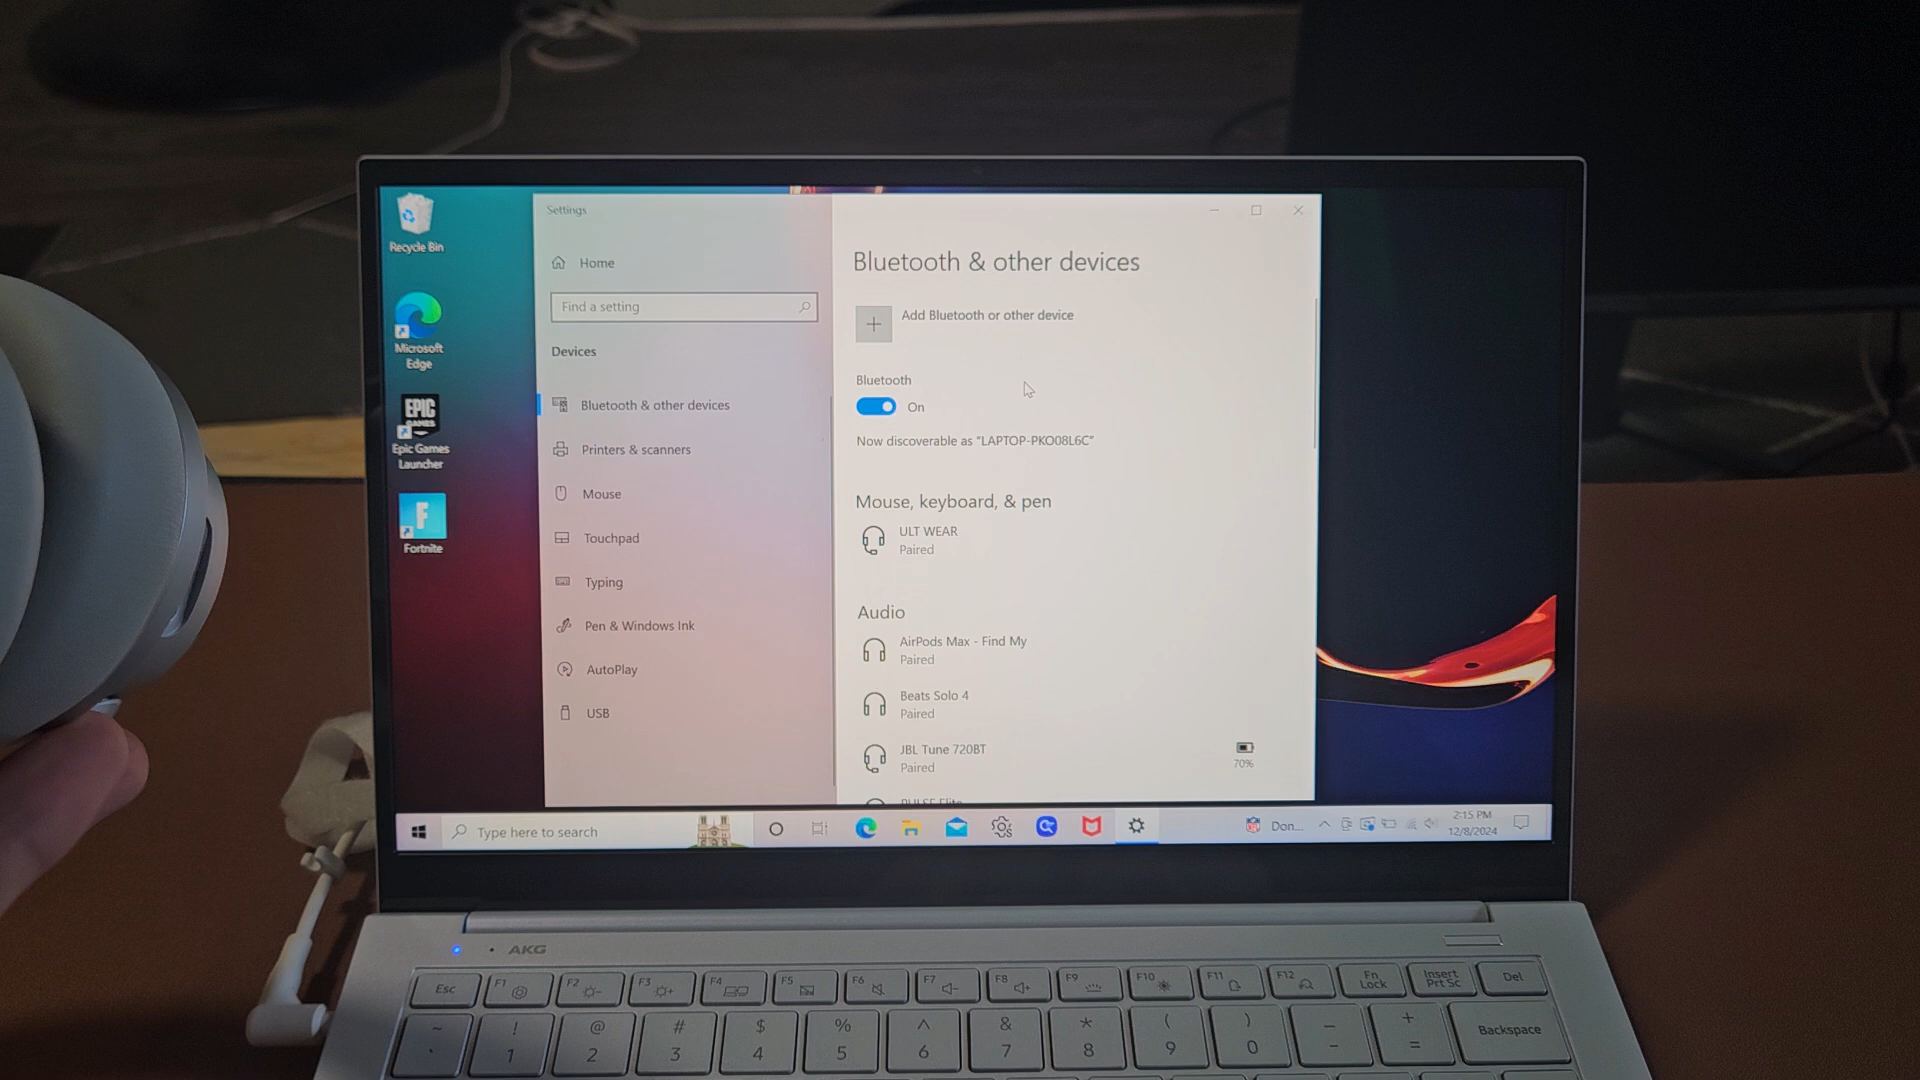 Recycle Bin
Microsoft
Edge
EPIC
GAMES
Epic Games
Launcher
F
Fortnite
Settings
Home
Find a setting
Devices
Bluetooth & other devices
Printers & scanners
Mouse
Touchpad
Typing
Pen & Windows Ink
AutoPlay
USB
Bluetooth & other devices
Add Bluetooth or other device
Bluetooth
On
Now discoverable as "LAPTOP-PKO08L6C"
Mouse, keyboard, & pen
ULT WEAR
Paired
Audio
AirPods Max - Find My
Paired
Beats Solo 4
Paired
JBL Tune 720BT
Paired
70%
PULSE Elite
Type here to search
Don...
2:15 PM
12/8/2024
AKG
Esc F1 F2 F3 F4 F5 F6 F7 F8 F9 F10 F11 F12 Fn Lock Insert Prt Sc Del
~ ` ! 1 @ 2 # 3 $ 4 % 5 ^ 6 & 7 * 8 ( 9 ) 0 _ - + = Backspace